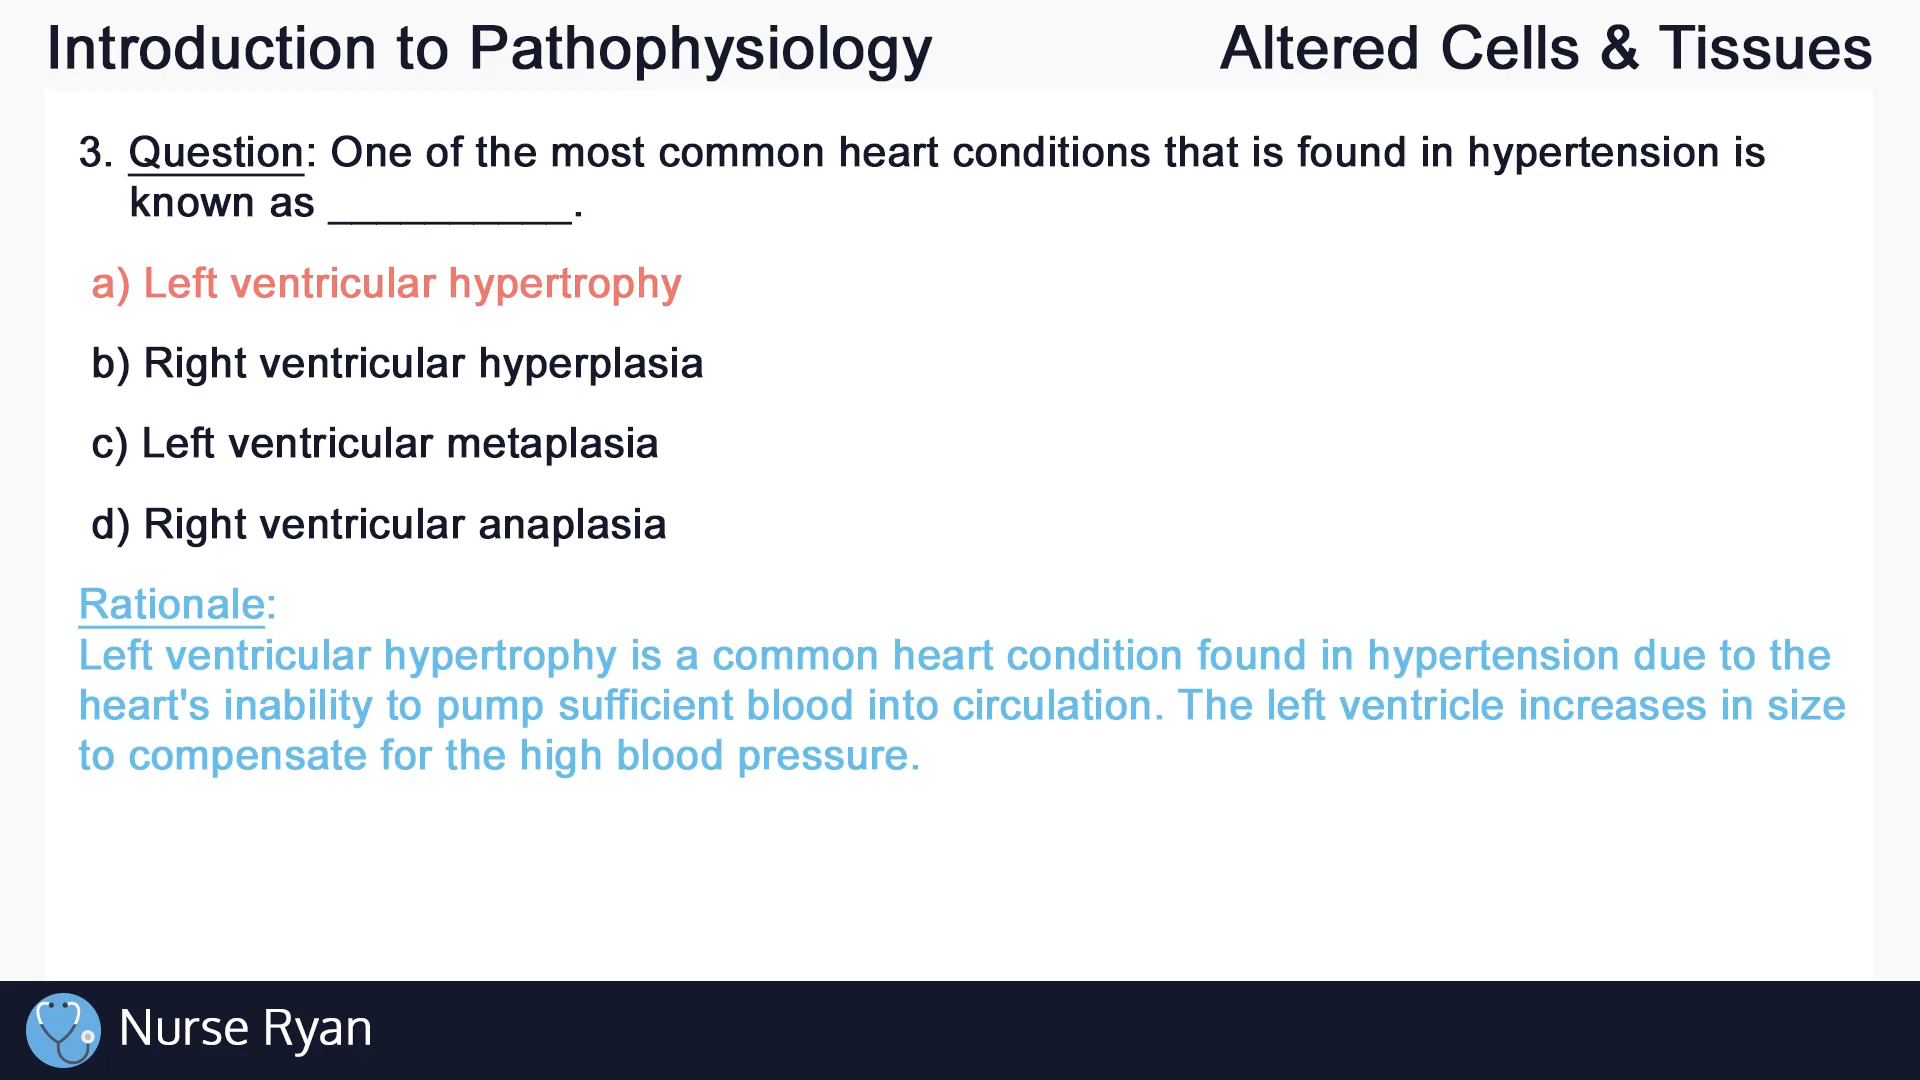 Introduction to Pathophysiology
Altered Cells & Tissues
3. Question: One of the most common heart conditions that is found in hypertension is
known as __________.
a) Left ventricular hypertrophy
b) Right ventricular hyperplasia
c) Left ventricular metaplasia
d) Right ventricular anaplasia
Rationale:
Left ventricular hypertrophy is a common heart condition found in hypertension due to the
heart's inability to pump sufficient blood into circulation. The left ventricle increases in size
to compensate for the high blood pressure.
Nurse Ryan